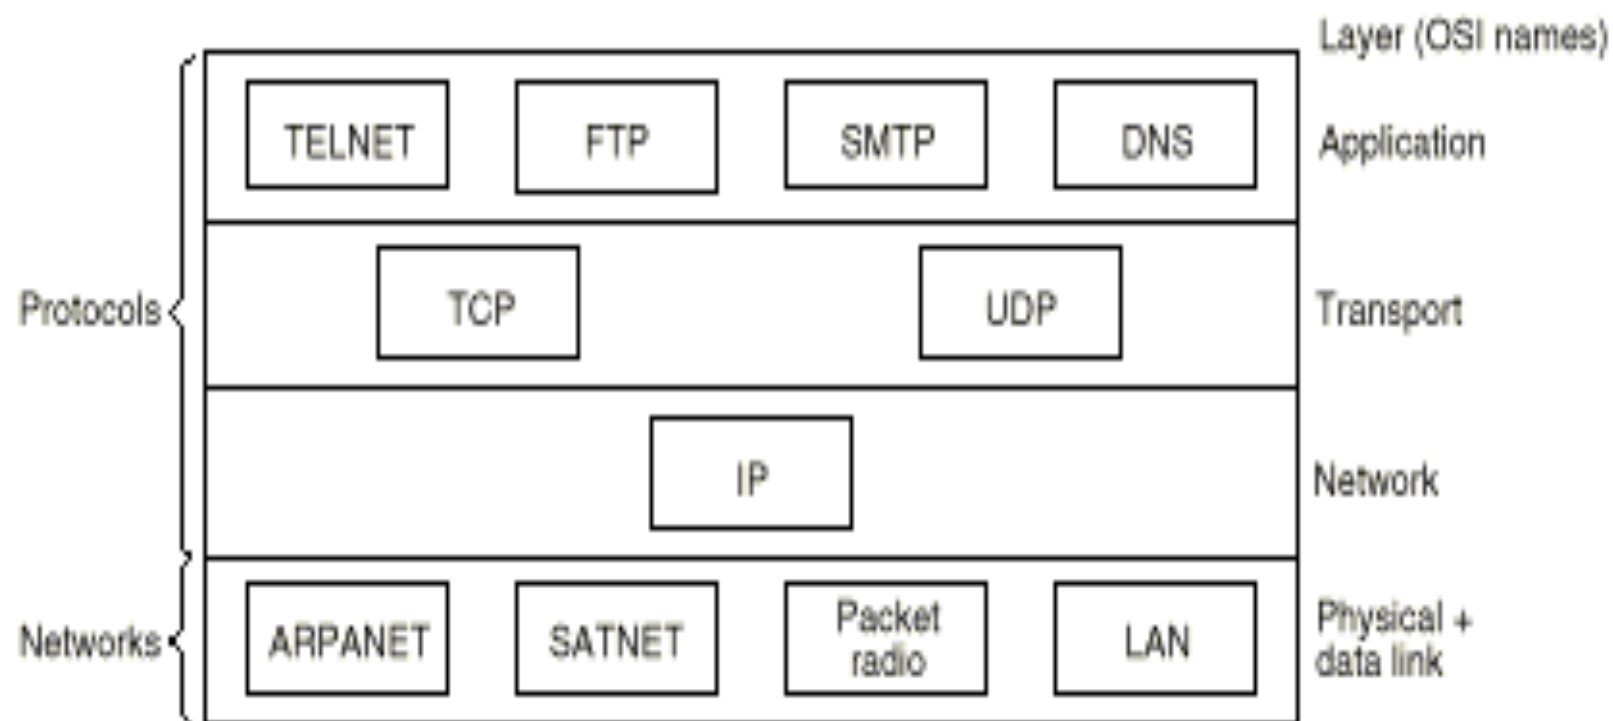 Layer (OSI names)
TELNET FTP SMTP DNS Application
Protocols TCP UDP Transport
IP Network
Networks ARPANET SATNET Packet radio LAN Physical + data link